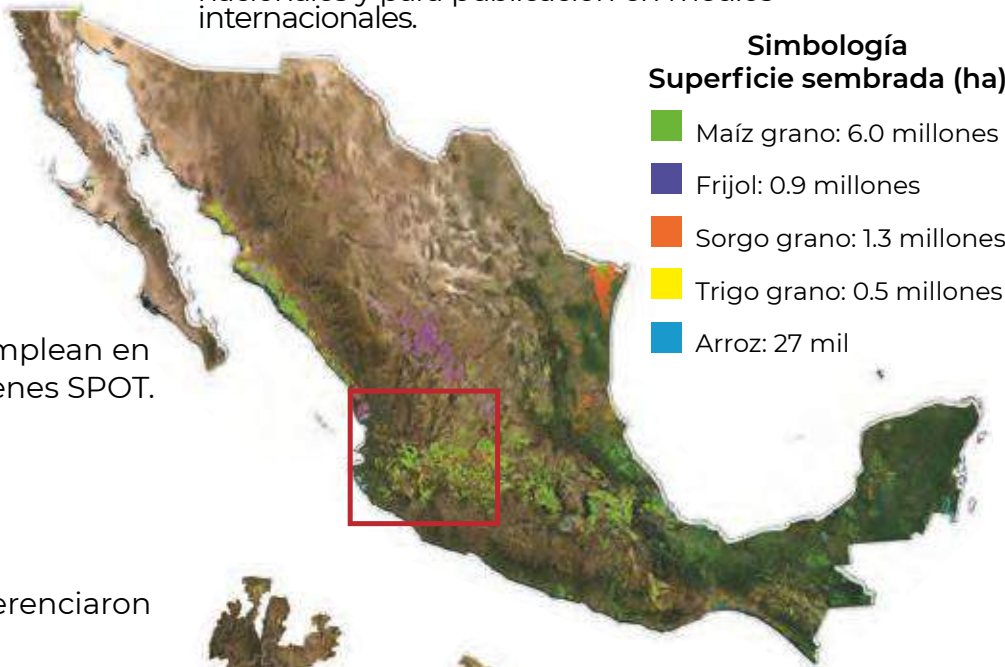 internacionales.
Simbología
Superficie sembrada (ha)
Maíz grano: 6.0 millones
Frijol: 0.9 millones
Sorgo grano: 1.3 millones
Trigo grano: 0.5 millones
Arroz: 27 mil
mplean en
enes SPOT.
erenciaron